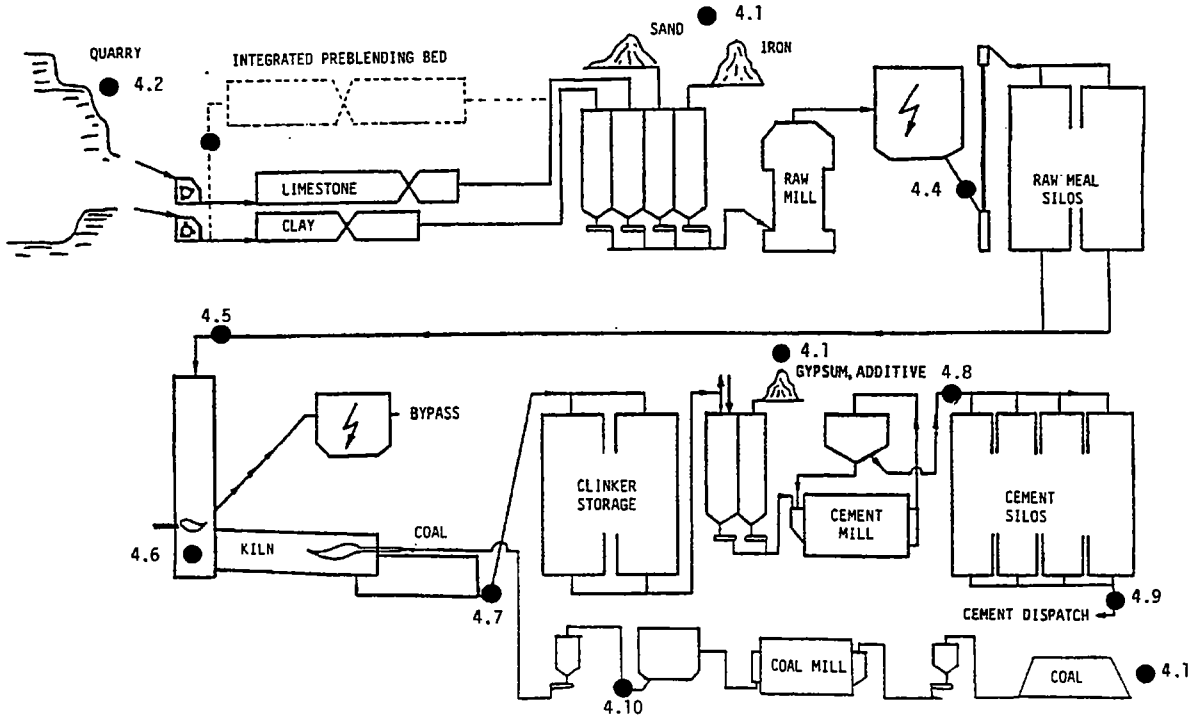 4.1
SAND
IRON
QUARRY
4.2
INTEGRATED PREBLENDING BED
LIMESTONE
CLAY
RAW
MILL
4.4
RAW MEAL
SILOS
4.5
4.1
GYPSUM, ADDITIVE
4.8
BYPASS
CLINKER
STORAGE
CEMENT
MILL
CEMENT
SILOS
4.6
KILN
COAL
4.7
4.9
CEMENT DISPATCH
COAL MILL
COAL
4.1
4.10